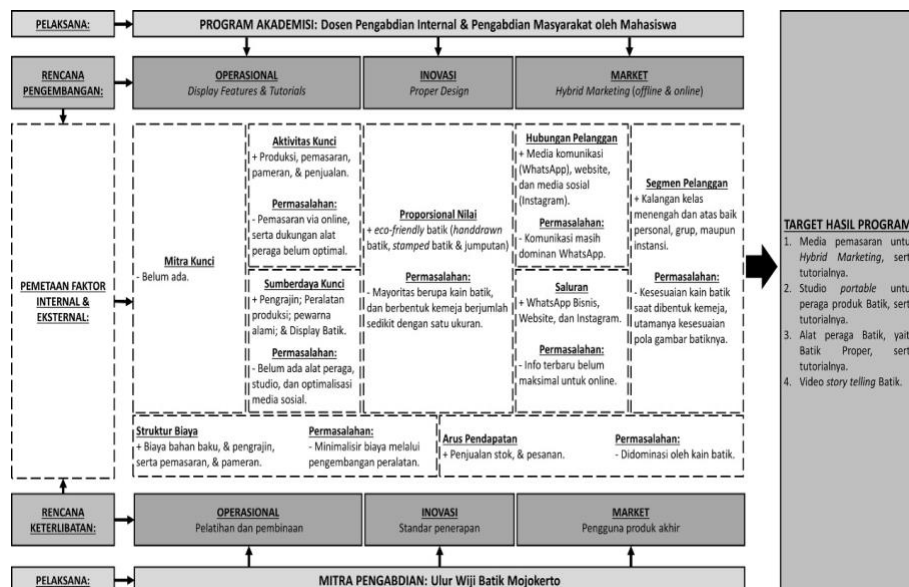 PELAKSANA:
PROGRAM AKADEMISI: Dosen Pengabdian Internal & Pengabdian Masyarakat oleh Mahasiswa
RENCANA
PENGEMBANGAN:
OPERASIONAL
Display Features & Tutorials
INOVASI
Proper Design
MARKET
Hybrid Marketing (offline & online)
PEMETAAN FAKTOR
INTERNAL &
EKSTERNAL:
Mitra Kunci
- Belum ada.
Aktivitas Kunci
+ Produksi, pemasaran,
pameran, & penjualan.
Permasalahan:
- Pemasaran via online,
serta dukungan alat
peraga belum optimal.
Sumberdaya Kunci
+ Pengrajin; Peralatan
produksi; pewarna
alami; & Display Batik.
Permasalahan:
- Belum ada alat peraga,
studio, dan optimalisasi
media sosial.
Proporsional Nilai
+ eco-friendly batik (handdrawn
batik, stamped batik & jumputan)
Permasalahan:
- Mayoritas berupa kain batik,
dan berbentuk kemeja berjumlah
sedikit dengan satu ukuran.
Hubungan Pelanggan
+ Media komunikasi
(WhatsApp), website,
dan media sosial
(Instagram).
Permasalahan:
- Komunikasi masih
dominan WhatsApp.
Saluran
+ WhatsApp Bisnis,
Website, dan Instagram.
Permasalahan:
- Info terbaru belum
maksimal untuk online.
Segmen Pelanggan
+ Kalangan kelas
menengah dan atas baik
personal, grup, maupun
instansi.
Permasalahan:
- Kesesuaian kain batik
saat dibentuk kemeja,
utamanya kesesuaian
pola gambar batiknya.
Struktur Biaya
+ Biaya bahan baku, & pengrajin,
serta pemasaran, & pameran.
Permasalahan:
- Minimalisir biaya melalui
pengembangan peralatan.
Arus Pendapatan
+ Penjualan stok, & pesanan.
Permasalahan:
- Didominasi oleh kain batik.
RENCANA
KETERLIBATAN:
OPERASIONAL
Pelatihan dan pembinaan
INOVASI
Standar penerapan
MARKET
Pengguna produk akhir
PELAKSANA:
MITRA PENGABDIAN: Ulur Wiji Batik Mojokerto
TARGET HASIL PROGRAM
1. Media pemasaran untu
Hybrid Marketing, sert
tutorialnya.
2. Studio portable untu
peraga produk Batik, sert
tutorialnya.
3. Alat peraga Batik, yait
Batik Proper, sert
tutorialnya.
4. Video story telling Batik.